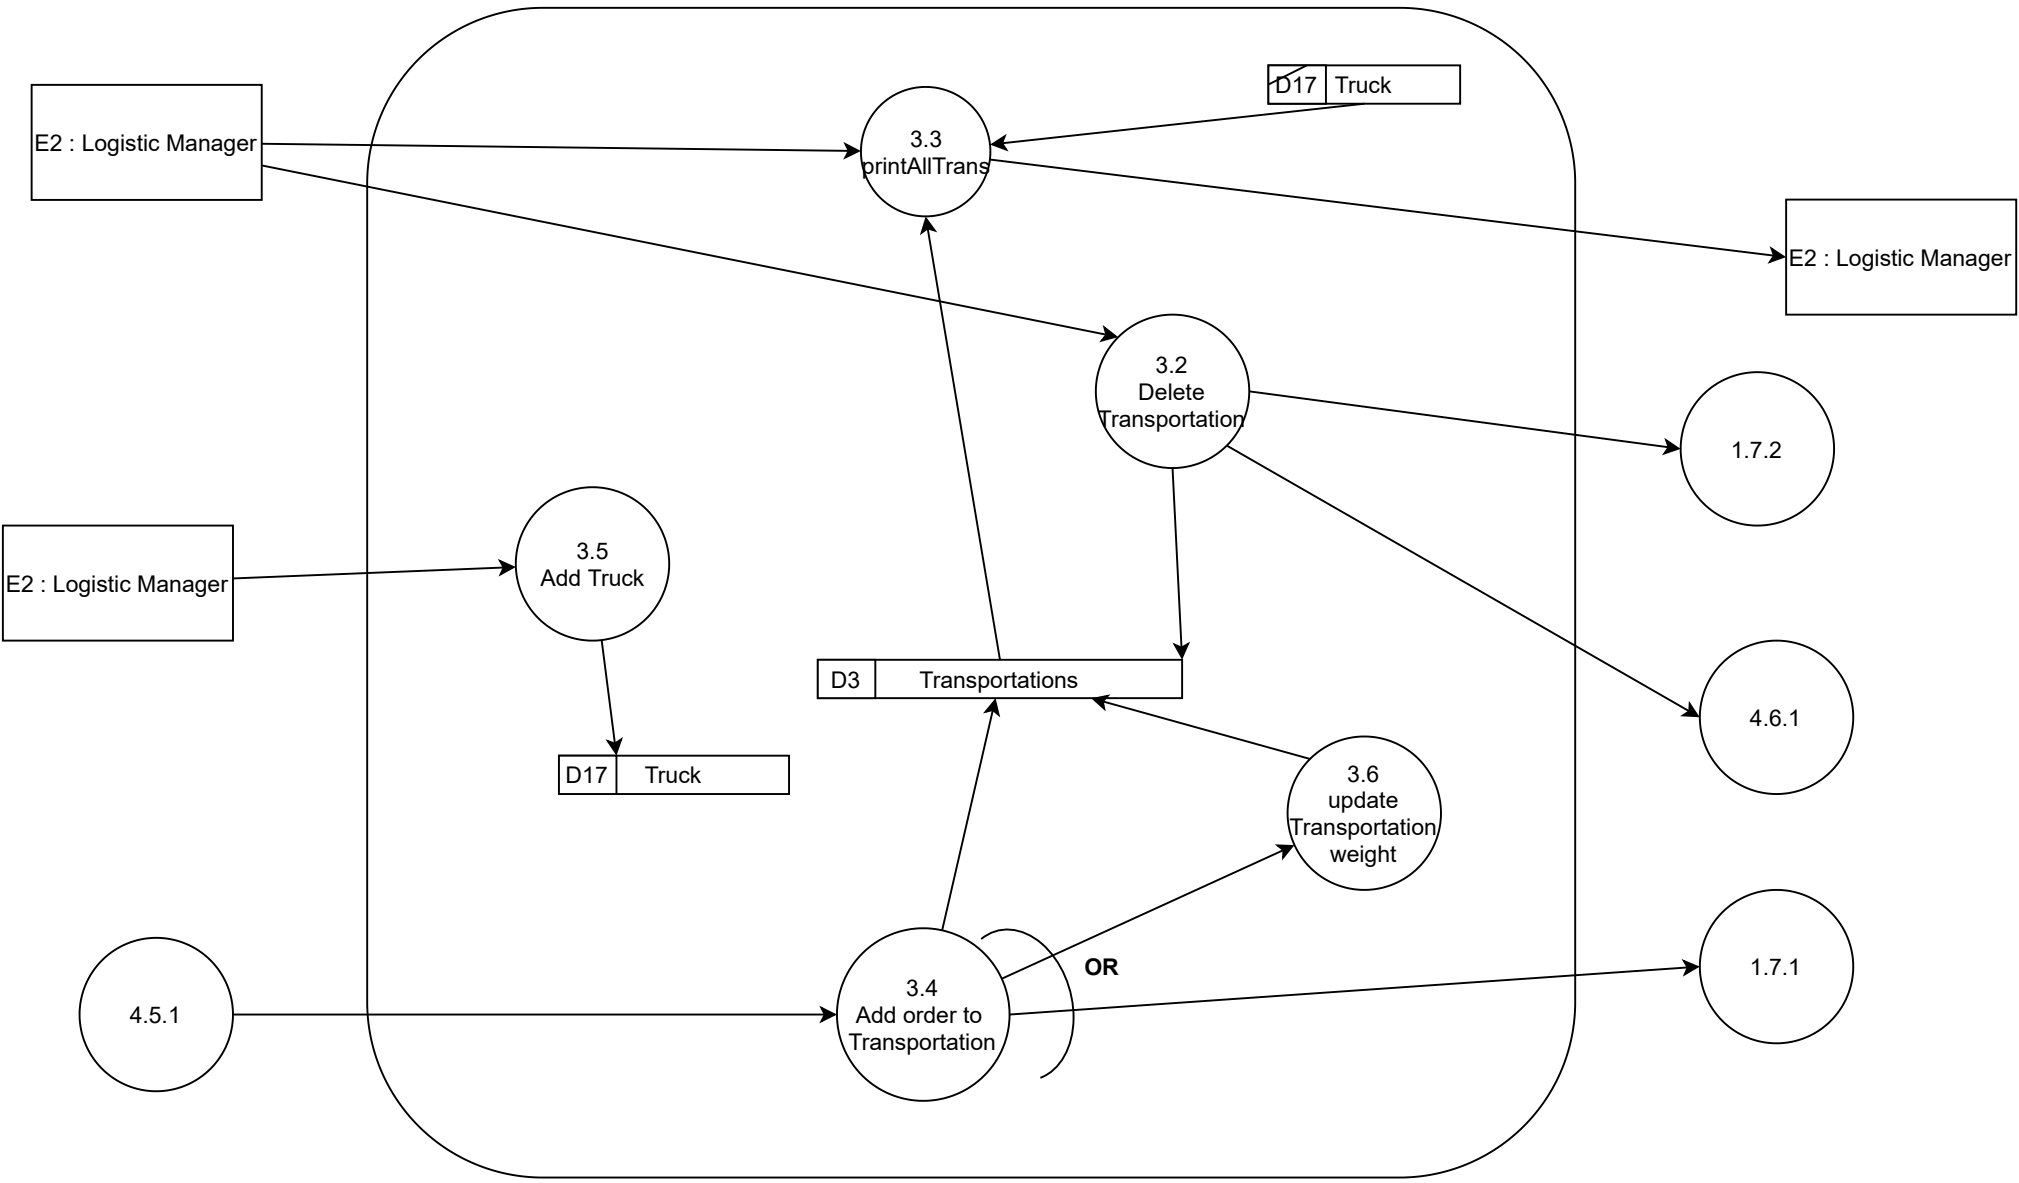 D17 Truck
E2 : Logistic Manager
3.3
printAllTrans
E2 : Logistic Manager
3.2
Delete
Transportation
1.7.2
3.5
Add Truck
E2 : Logistic Manager
D3 Transportations
4.6.1
D17 Truck
3.6
update
Transportation
weight
OR
1.7.1
3.4
Add order to
Transportation
4.5.1